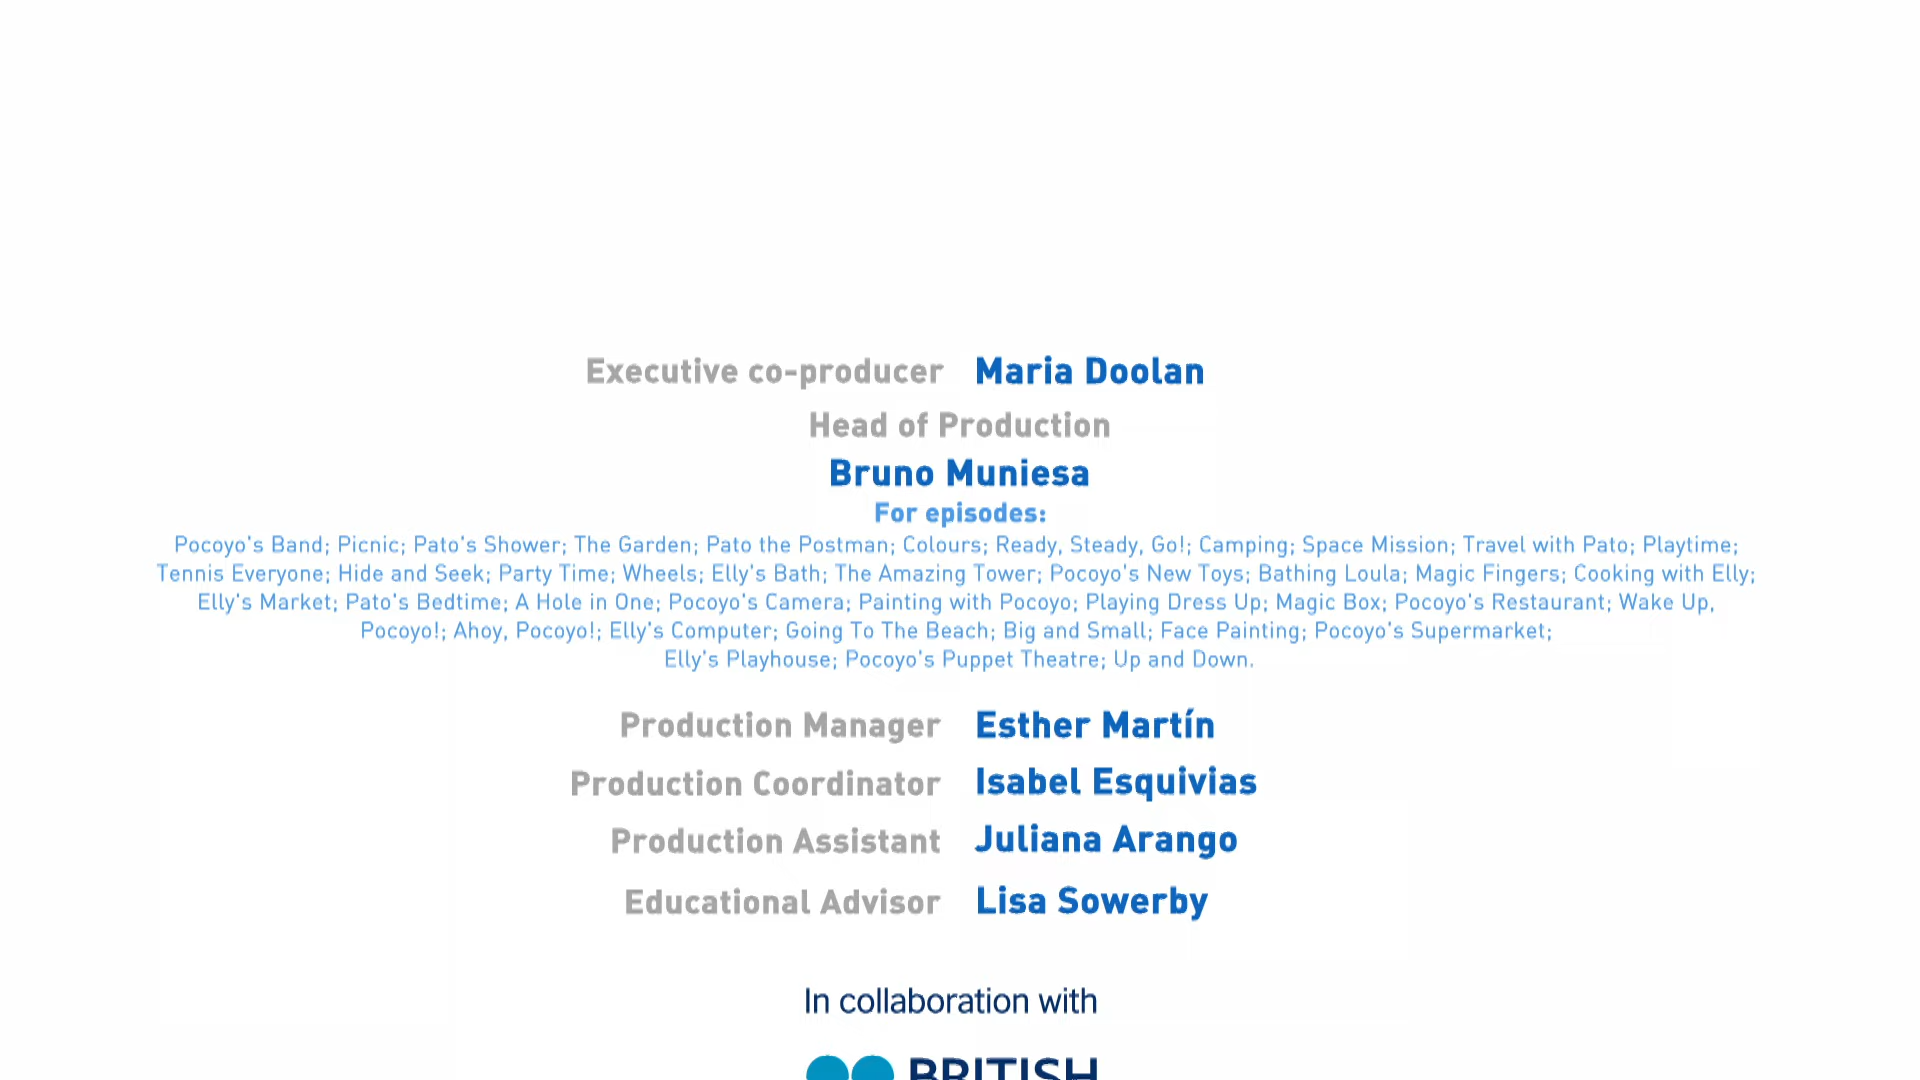 Executive co-producer Maria Doolan
Head of Production
Bruno Muniesa
For episodes:
Pocoyo's Band; Picnic; Pato's Shower; The Garden; Pato the Postman; Colours; Ready, Steady, Go!; Camping; Space Mission; Travel with Pato; Playtime;
Tennis Everyone; Hide and Seek; Party Time; Wheels; Elly's Bath; The Amazing Tower; Pocoyo's New Toys; Bathing Loula; Magic Fingers; Cooking with Elly;
Elly's Market; Pato's Bedtime; A Hole in One; Pocoyo's Camera; Painting with Pocoyo; Playing Dress Up; Magic Box; Pocoyo's Restaurant; Wake Up,
Pocoyo!; Ahoy, Pocoyo!; Elly's Computer; Going To The Beach; Big and Small; Face Painting; Pocoyo's Supermarket;
Elly's Playhouse; Pocoyo's Puppet Theatre; Up and Down.
Production Manager Esther Martín
Production Coordinator Isabel Esquivias
Production Assistant Juliana Arango
Educational Advisor Lisa Sowerby
In collaboration with
BRITISH